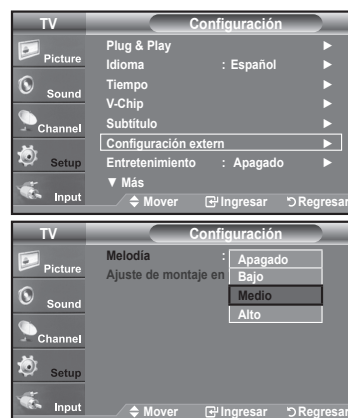 TV Configuración
Picture
Sound
Channel
Setup
Input
Plug & Play ►
Idioma : Español ►
Tiempo ►
V-Chip ►
Subtítulo ►
Configuración extern ►
Entretenimiento : Apagado ►
▼ Más
Mover Ingresar Regresar
TV Configuración
Picture
Sound
Channel
Setup
Input
Melodía : Apagado
Ajuste de montaje en Bajo
Medio
Alto
Mover Ingresar Regresar